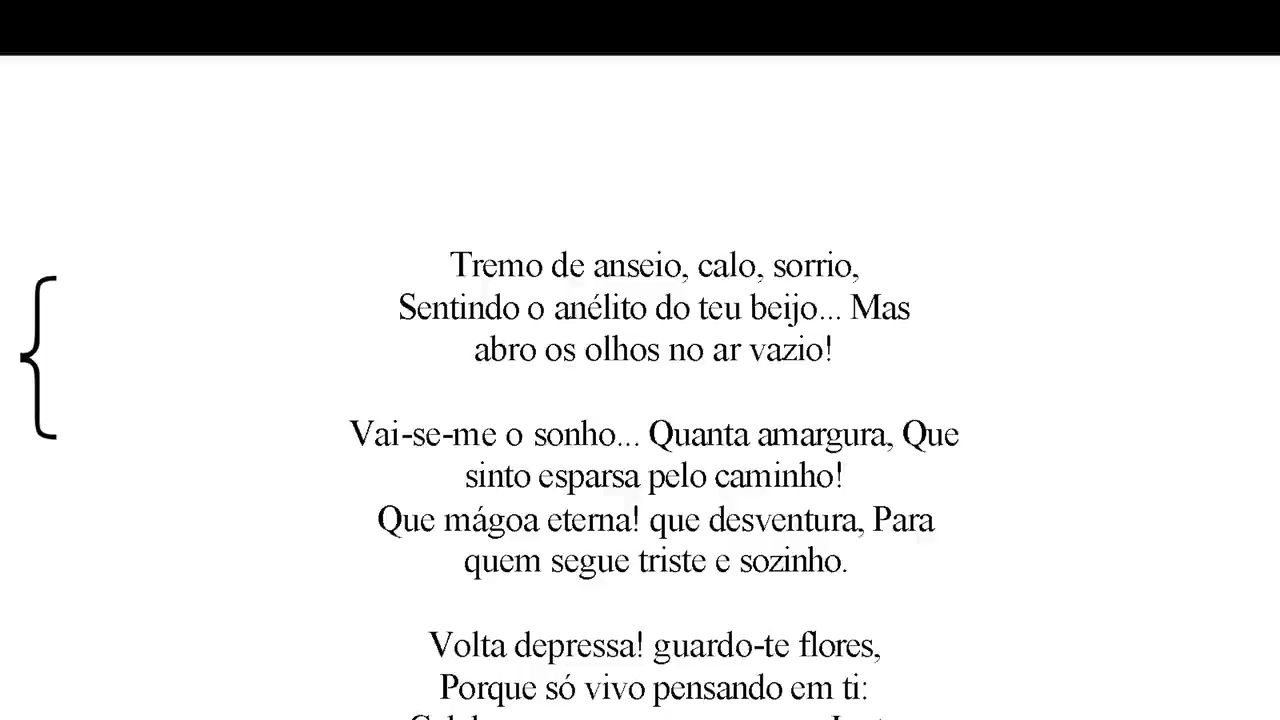 Tremo de anseio, calo, sorrio,
Sentindo o anélito do teu beijo... Mas
abro os olhos no ar vazio!
Vai-se-me o sonho... Quanta amargura, Que
sinto esparsa pelo caminho!
Que mágoa eterna! que desventura, Para
quem segue triste e sozinho.
Volta depressa! guardo-te flores,
Porque só vivo pensando em ti: